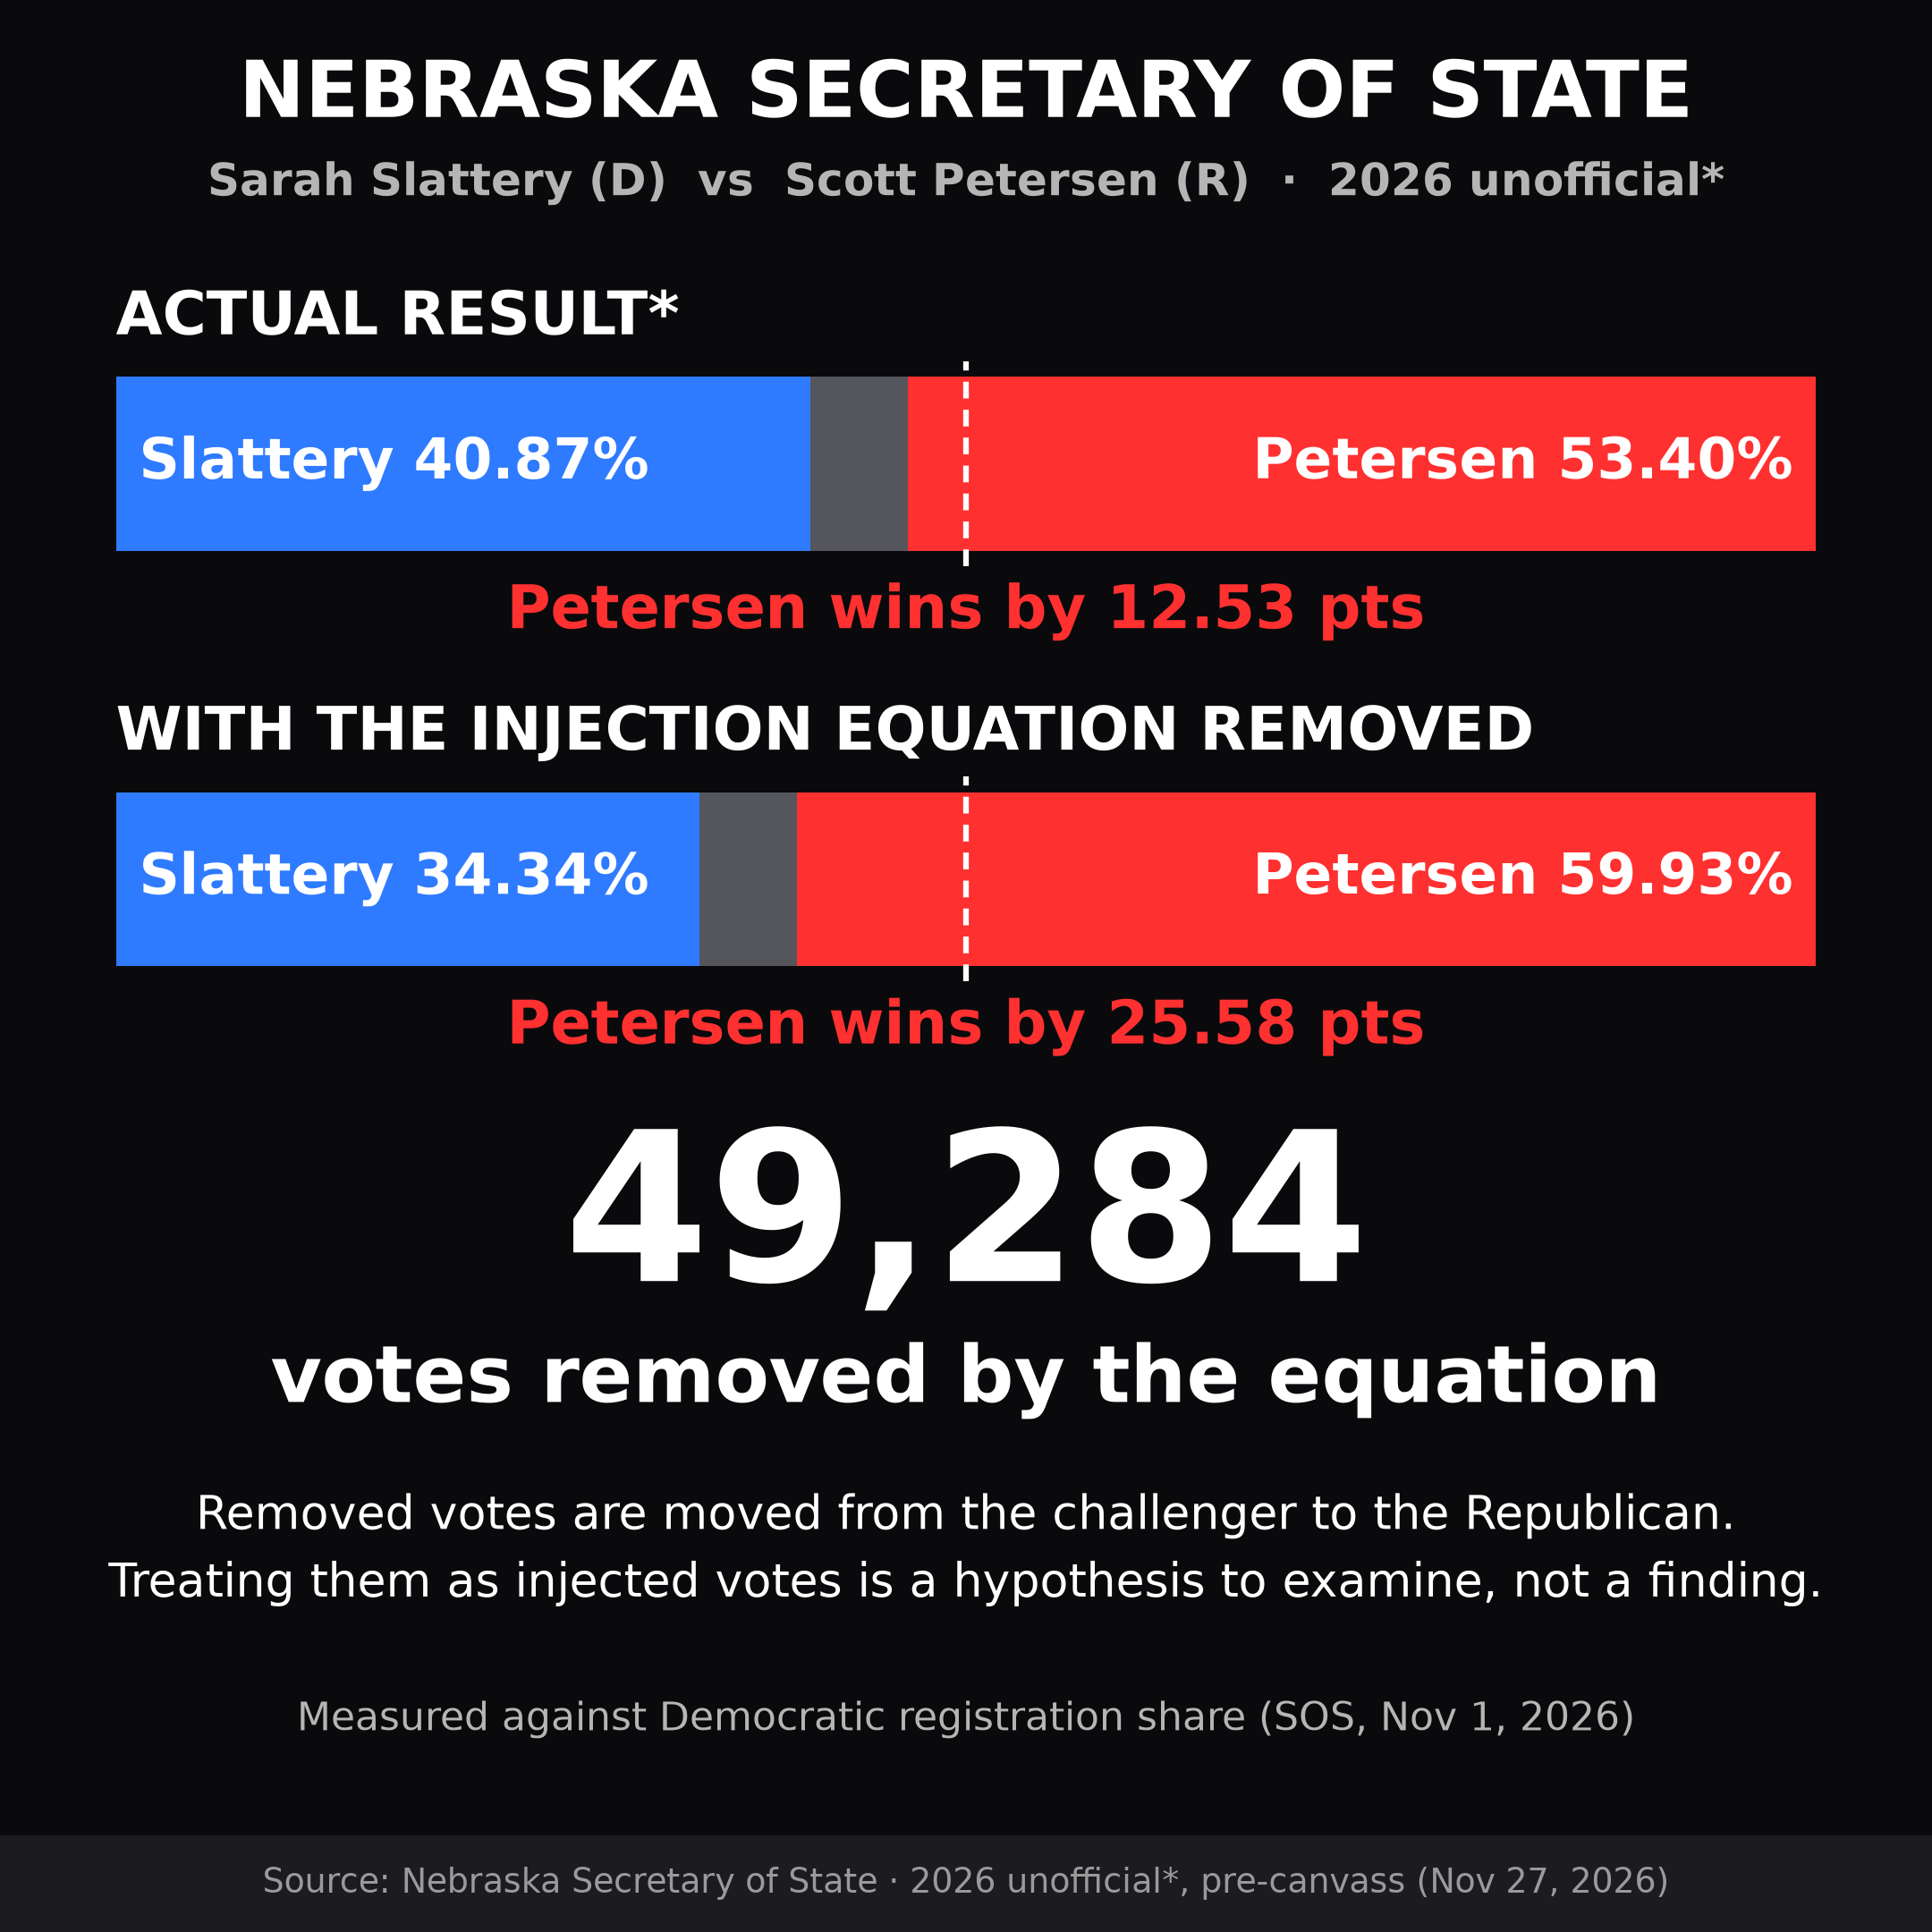 NEBRASKA SECRETARY OF STATE
Sarah Slattery (D) vs Scott Petersen (R) · 2026 unofficial*
ACTUAL RESULT*
Slattery 40.87%
Petersen 53.40%
Petersen wins by 12.53 pts
WITH THE INJECTION EQUATION REMOVED
Slattery 34.34%
Petersen 59.93%
Petersen wins by 25.58 pts
49,284
votes removed by the equation
Removed votes are moved from the challenger to the Republican.
Treating them as injected votes is a hypothesis to examine, not a finding.
Measured against Democratic registration share (SOS, Nov 1, 2026)
Source: Nebraska Secretary of State · 2026 unofficial*, pre-canvass (Nov 27, 2026)